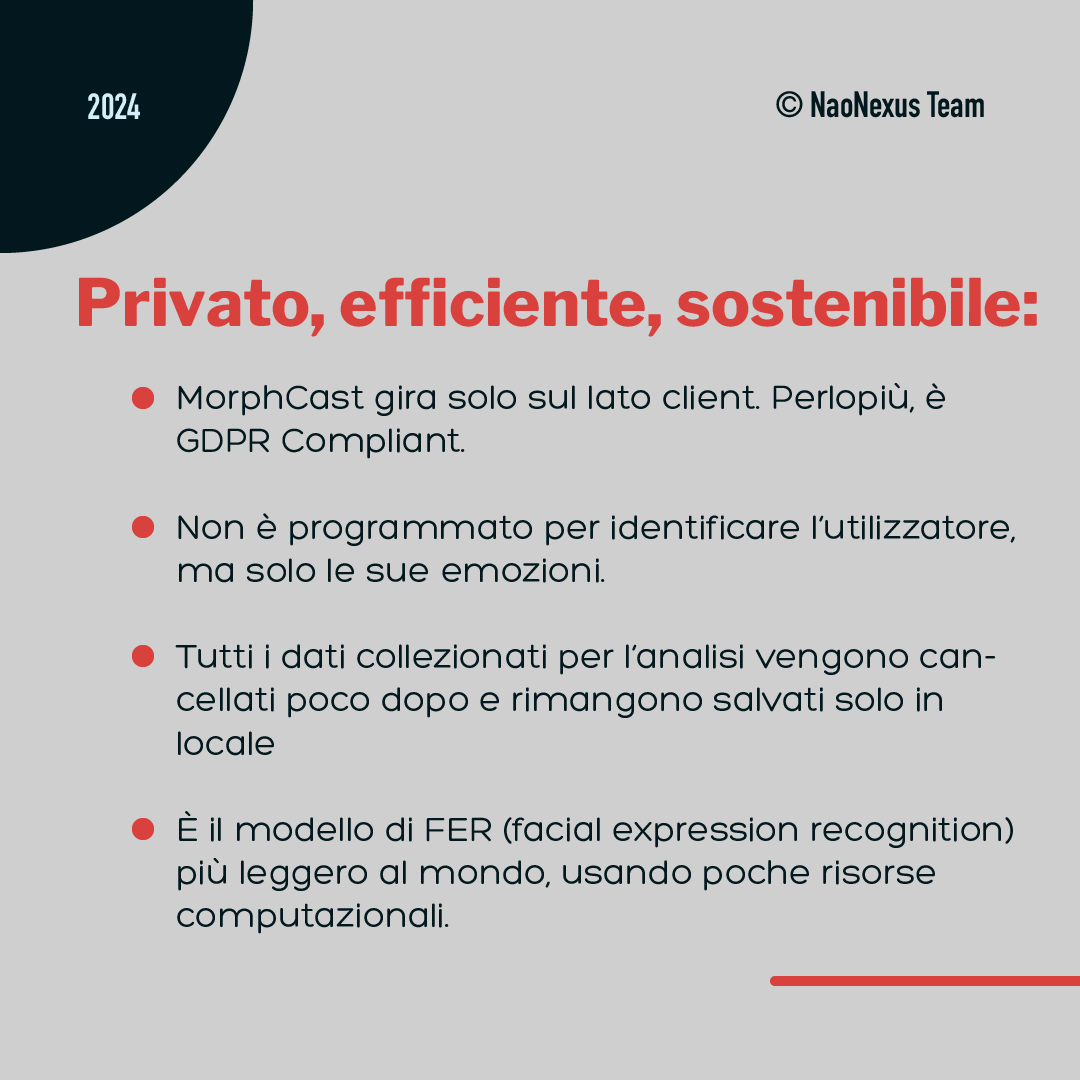 2024
© NaoNexus Team
Privato, efficiente, sostenibile:
MorphCast gira solo sul lato client. Perlopiù, è
GDPR Compliant.
Non è programmato per identificare l'utilizzatore,
ma solo le sue emozioni.
Tutti i dati collezionati per l'analisi vengono can-
cellati poco dopo e rimangono salvati solo in
locale
È il modello di FER (facial expression recognition)
più leggero al mondo, usando poche risorse
computazionali.